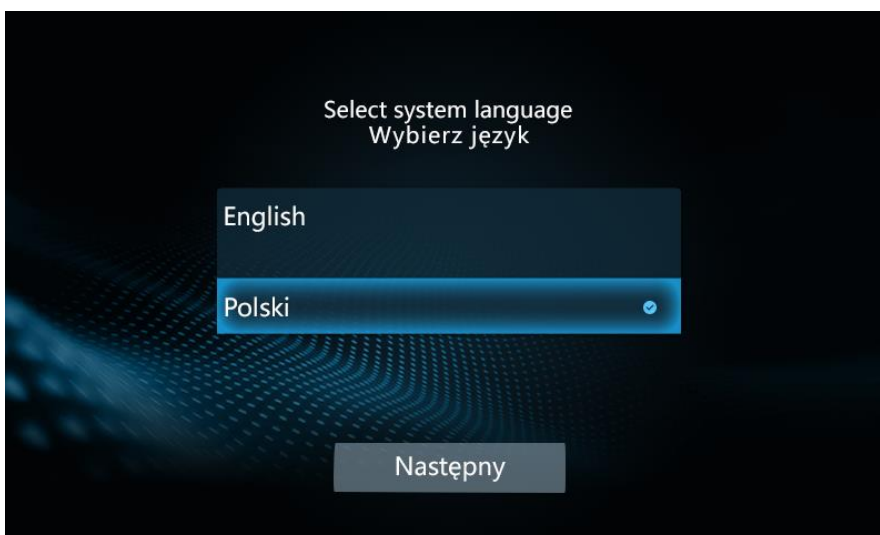 Select system language
Wybierz język
English
Polski
Następny